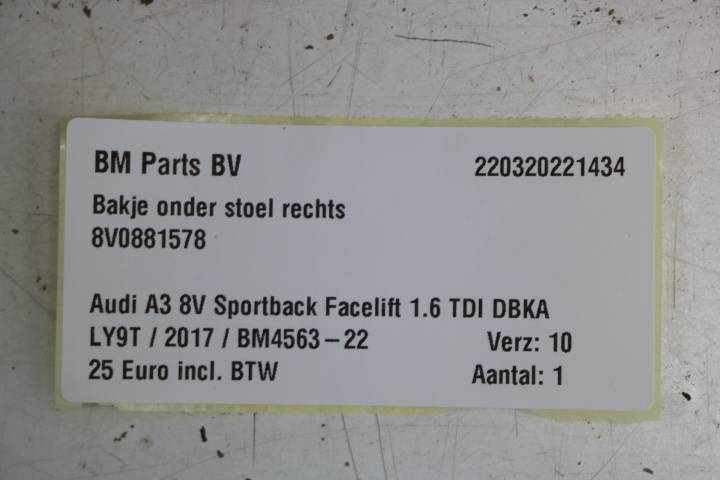 BM Parts BV 220320221434
Bakje onder stoel rechts
8V0881578
Audi A3 8V Sportback Facelift 1.6 TDI DBKA
LY9T / 2017 / BM4563-22 Verz: 10
25 Euro incl. BTW Aantal: 1